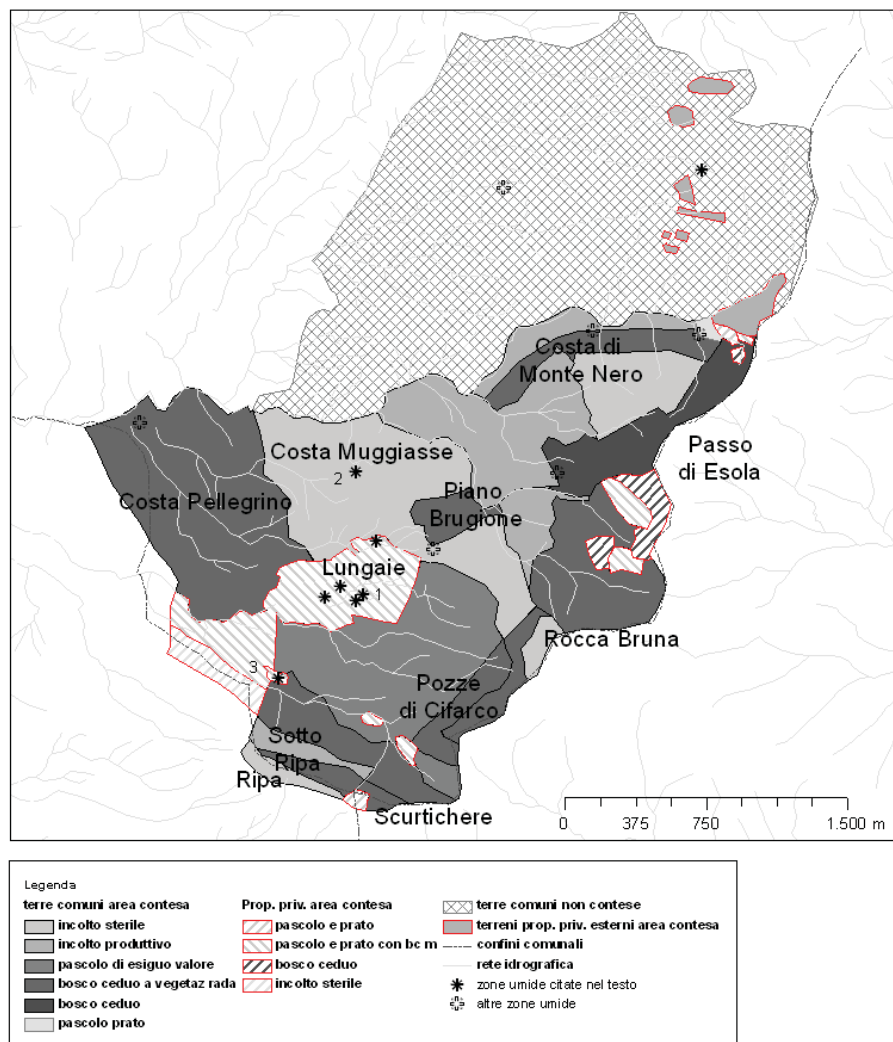 Costa di
Monte Nero
Costa Muggiasse
2
Passo
di Esola
Costa Pellegrino
Piano
Brugione
Lungaie
1
Rocca Bruna
3
Pozze
di Cifarco
Sotto
Ripa
Ripa
Scurtichere
0 375 750 1.500 m
Legenda
terre comuni area contesa
incolto sterile
incolto produttivo
pascolo di esiguo valore
bosco ceduo a vegetaz rada
bosco ceduo
pascolo prato
Prop. priv. area contesa
pascolo e prato
pascolo e prato con bc m
bosco ceduo
incolto sterile
terre comuni non contese
terreni prop. priv. esterni area contesa
confini comunali
rete idrografica
zone umide citate nel testo
altre zone umide